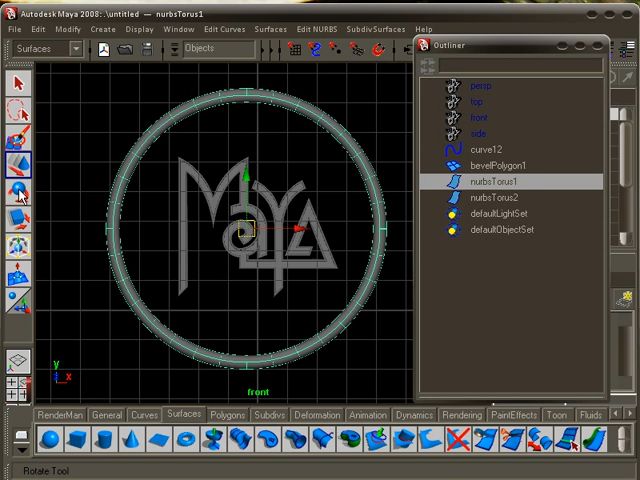 Autodesk Maya 2008: .\untitled — nurbsTorus1
File Edit Modify Create Display Window Edit Curves Surfaces Edit NURBS SubdivSurfaces Help
Surfaces
Objects
Outliner
persp
top
front
side
curve12
bevelPolygon1
nurbsTorus1
nurbsTorus2
defaultLightSet
defaultObjectSet
MayA
y
x
front
RenderMan General Curves Surfaces Polygons Subdivs Deformation Animation Dynamics Rendering PaintEffects Toon Fluids
Rotate Tool